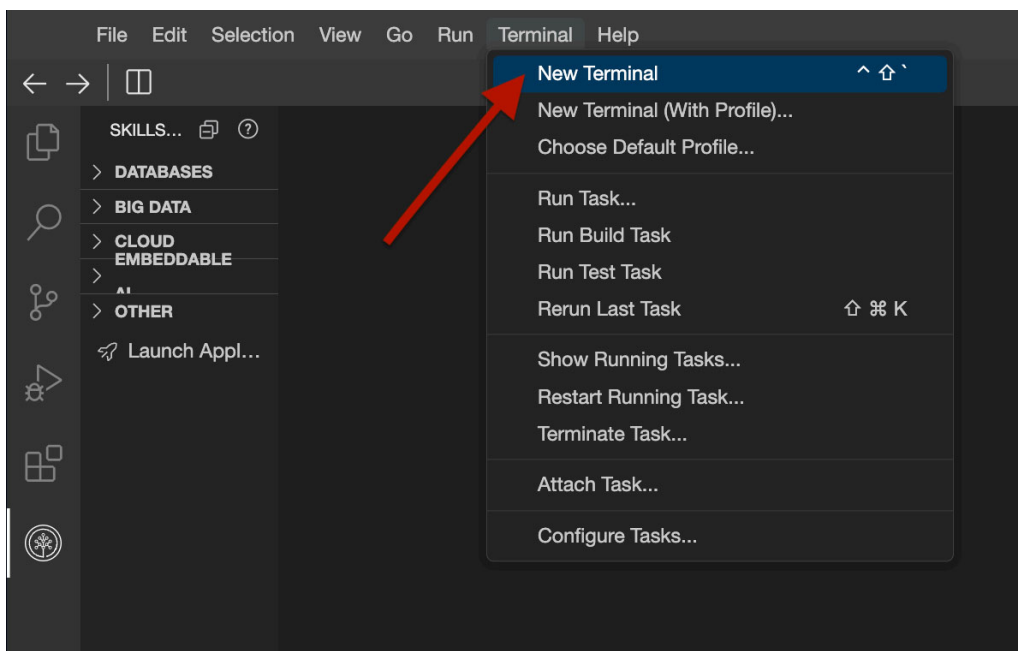 File Edit Selection View Go Run Terminal Help
SKILLS...
DATABASES
BIG DATA
CLOUD
EMBEDDABLE
AI
OTHER
Launch Appl...
New Terminal ^ ⇧ `
New Terminal (With Profile)...
Choose Default Profile...
Run Task...
Run Build Task
Run Test Task
Rerun Last Task ⇧ ⌘ K
Show Running Tasks...
Restart Running Task...
Terminate Task...
Attach Task...
Configure Tasks...